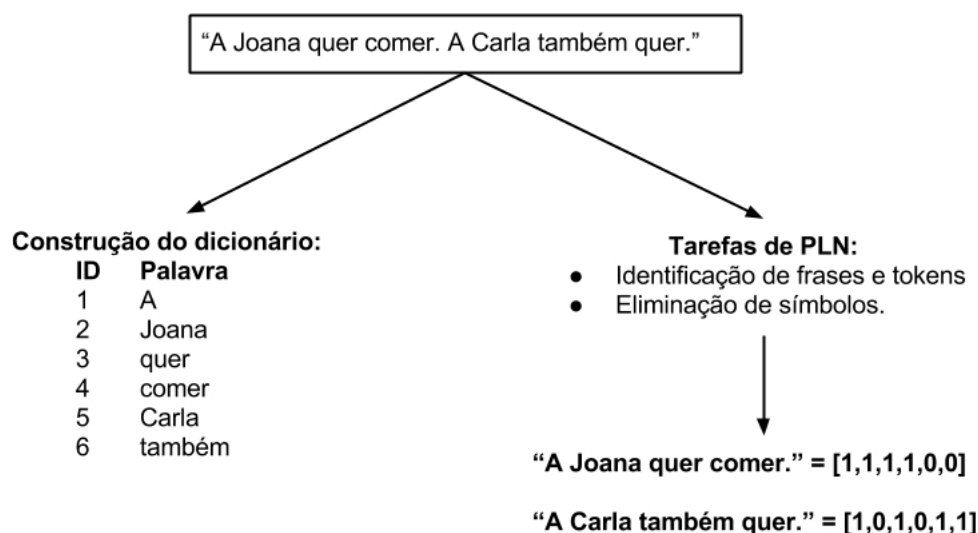 “A Joana quer comer. A Carla também quer.”
Construção do dicionário:
ID Palavra
1 A
2 Joana
3 quer
4 comer
5 Carla
6 também
Tarefas de PLN:
● Identificação de frases e tokens
● Eliminação de símbolos.
“A Joana quer comer.” = [1,1,1,1,0,0]
“A Carla também quer.” = [1,0,1,0,1,1]